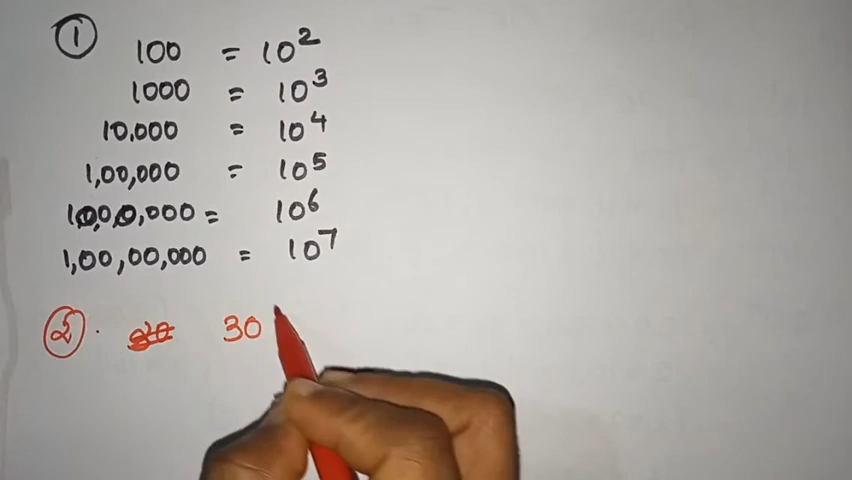 ① 100 = 10²
1000 = 10³
10,000 = 10⁴
1,00,000 = 10⁵
10,00,000 = 10⁶
1,00,00,000 = 10⁷
② · 30